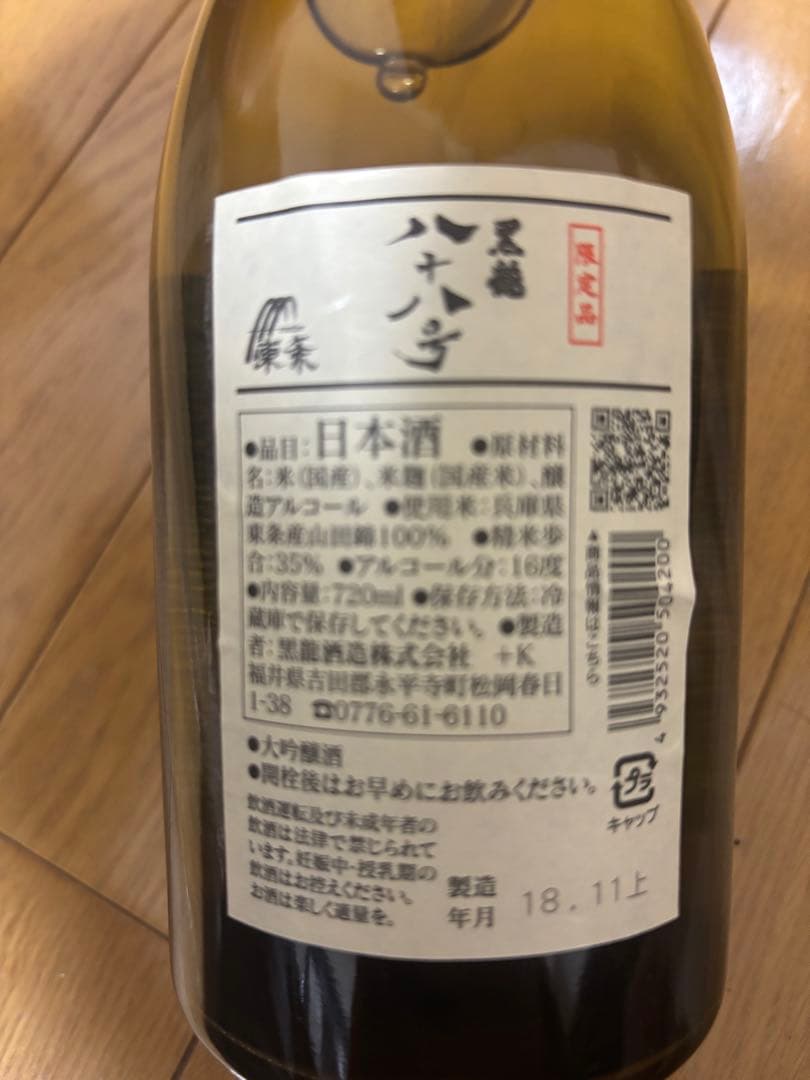 限定品
黒龍
八十八号
東条
●品目:日本酒 ●原材料
名:米(国産)、米麹(国産米)、醸
造アルコール ●使用米:兵庫県
東条産山田錦100% ●精米歩
合:35% ●アルコール分:16度
●内容量:720ml ●保存方法:冷
蔵庫で保存してください。 ●製造
者:黒龍酒造株式会社 +K
福井県吉田郡永平寺町松岡春日
1-38 ☎0776-61-6110
▲商品情報はこちら
4 932520 504200
●大吟醸酒
●開栓後はお早めにお飲みください。
飲酒運転及び未成年者の
飲酒は法律で禁じられて
います。妊娠中・授乳期の
飲酒はお控えください。
お酒は楽しく適量を。
プラ
キャップ
製造
年月
18.11上